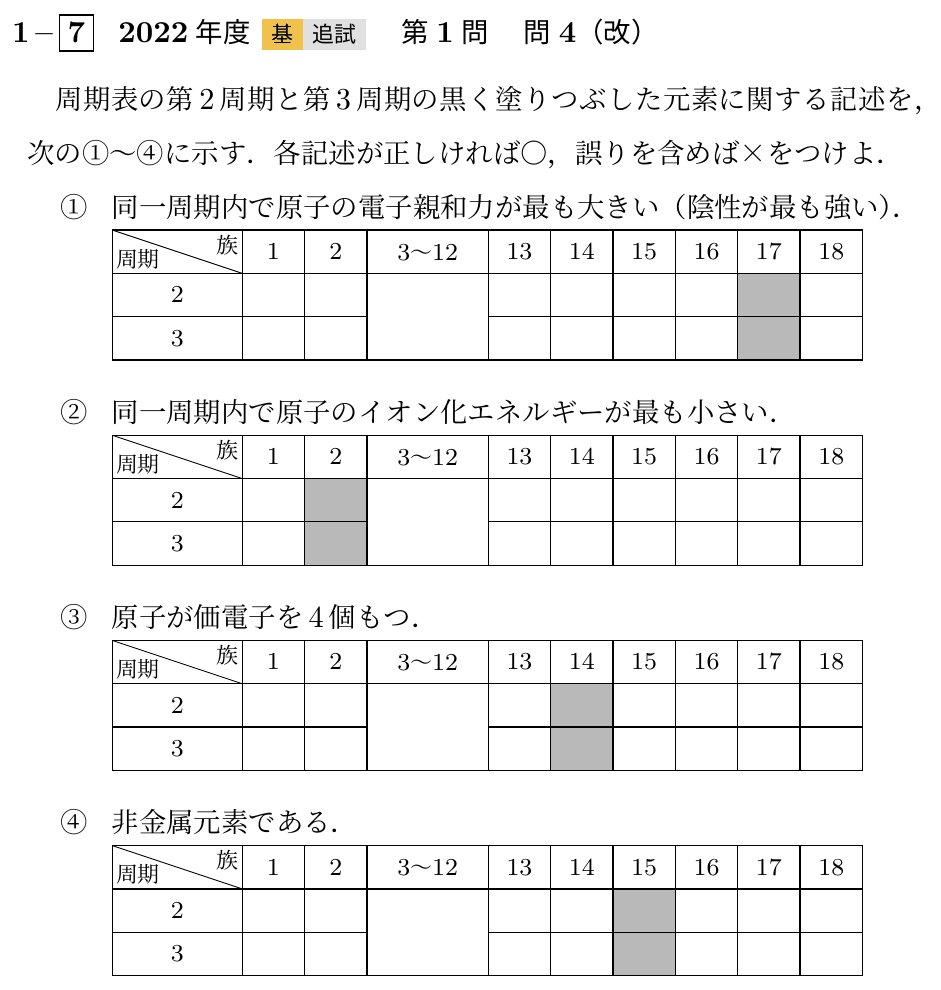 1－7 2022年度 基 追試 第1問 問4（改）
周期表の第2周期と第3周期の黒く塗りつぶした元素に関する記述を，
次の①～④に示す．各記述が正しければ○，誤りを含めば×をつけよ．
① 同一周期内で原子の電子親和力が最も大きい（陰性が最も強い）．
族 周期 1 2 3～12 13 14 15 16 17 18
2
3
② 同一周期内で原子のイオン化エネルギーが最も小さい．
族 周期 1 2 3～12 13 14 15 16 17 18
2
3
③ 原子が価電子を4個もつ．
族 周期 1 2 3～12 13 14 15 16 17 18
2
3
④ 非金属元素である．
族 周期 1 2 3～12 13 14 15 16 17 18
2
3